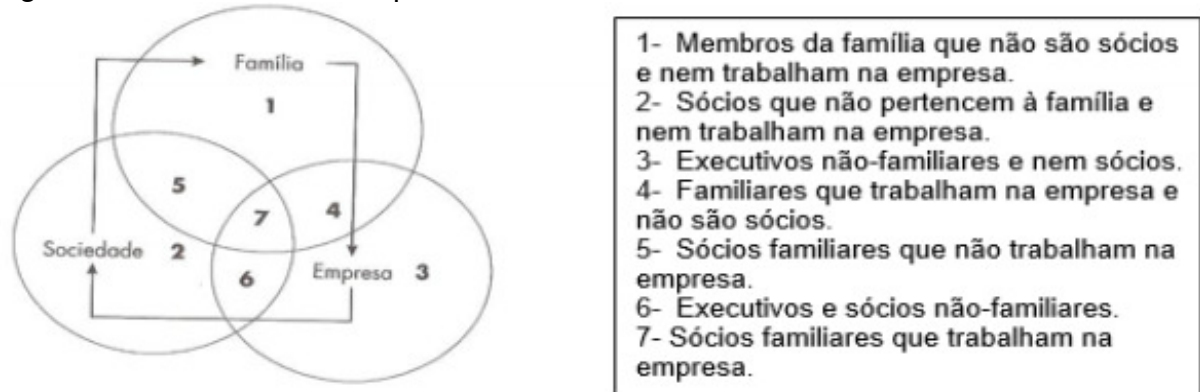 Família
1
5
7
4
Sociedade 2
6
Empresa 3
1- Membros da família que não são sócios
e nem trabalham na empresa.
2- Sócios que não pertencem à família e
nem trabalham na empresa.
3- Executivos não-familiares e nem sócios.
4- Familiares que trabalham na empresa e
não são sócios.
5- Sócios familiares que não trabalham na
empresa.
6- Executivos e sócios não-familiares.
7- Sócios familiares que trabalham na
empresa.